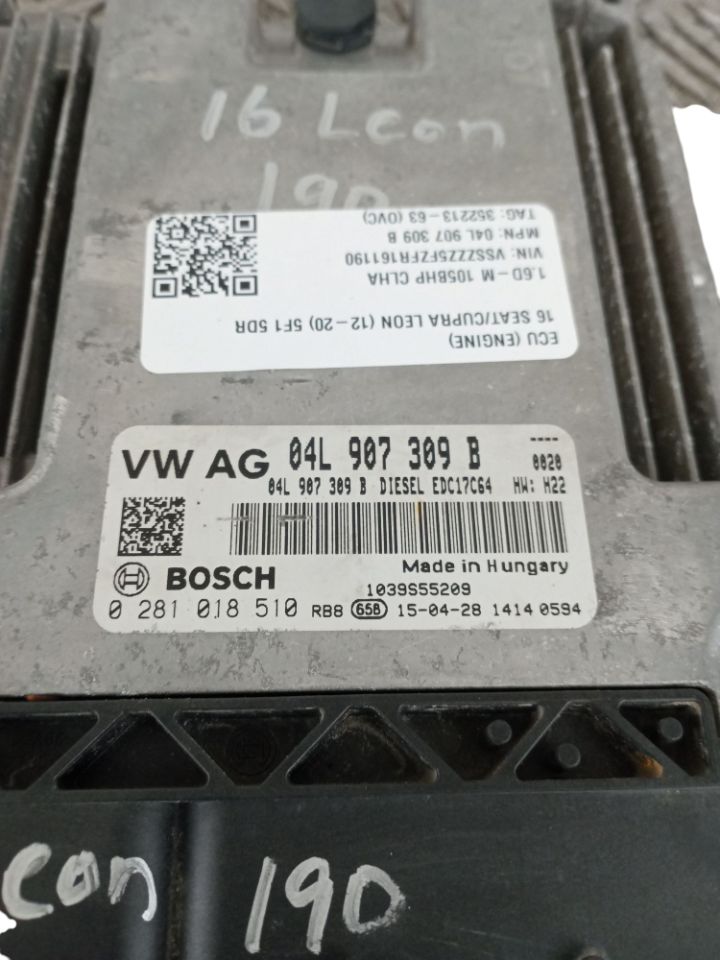 16 Leon
190
ECU (ENGINE)
16 SEAT/CUPRA LEON (12-20) 5F1 5DR
1.6D-M 105BHP CLHA
VIN: VSSZZZ5FZFR161190
MPN: 04L 907 309 B
TAG: 352213-63 (OVC)
VW AG 04L 907 309 B ----
0020
04L 907 309 B DIESEL EDC17C64 HW: H22
Made in Hungary
BOSCH
1039S55209
0 281 018 510 RB8 658 15-04-28 1414 0594
eon 190